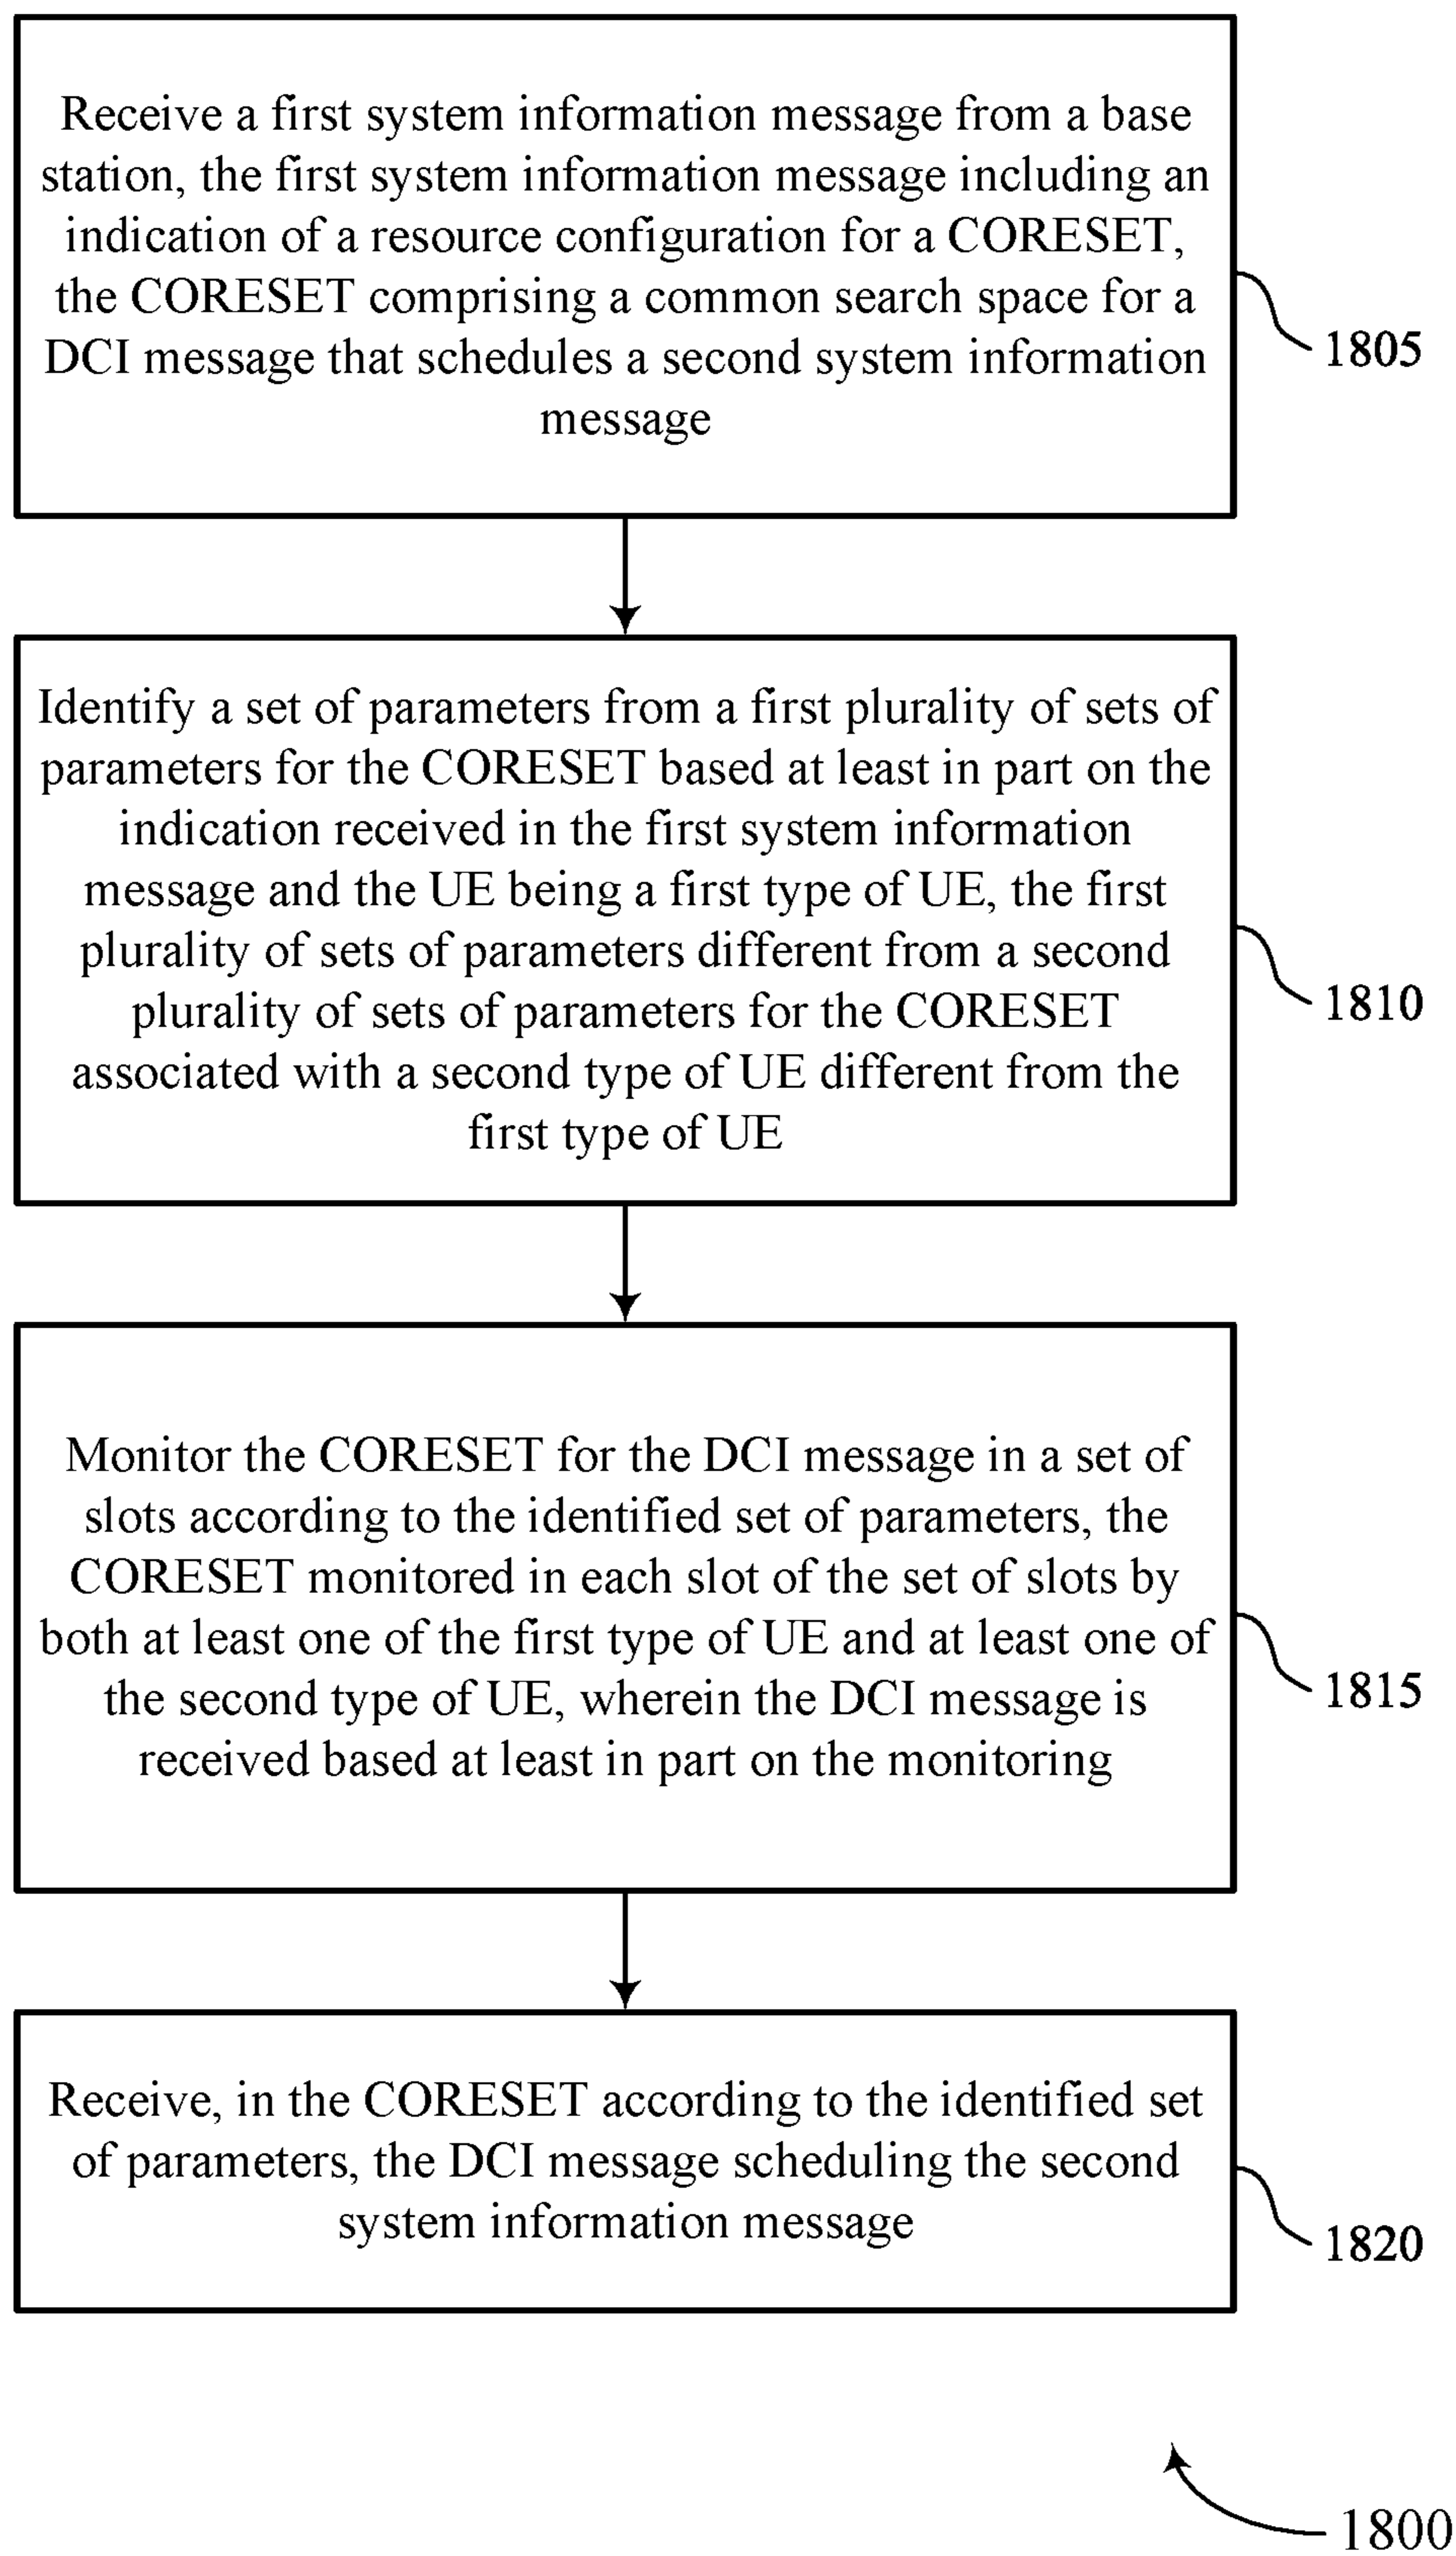 Receive a first system information message from a base
station, the first system information message including an
indication of a resource configuration for a CORESET,
the CORESET comprising a common search space for a
DCI message that schedules a second system information
message
1805
Identify a set of parameters from a first plurality of sets of
parameters for the CORESET based at least in part on the
indication received in the first system information
message and the UE being a first type of UE, the first
plurality of sets of parameters different from a second
plurality of sets of parameters for the CORESET
associated with a second type of UE different from the
first type of UE
1810
Monitor the CORESET for the DCI message in a set of
slots according to the identified set of parameters, the
CORESET monitored in each slot of the set of slots by
both at least one of the first type of UE and at least one of
the second type of UE, wherein the DCI message is
received based at least in part on the monitoring
1815
Receive, in the CORESET according to the identified set
of parameters, the DCI message scheduling the second
system information message
1820
1800